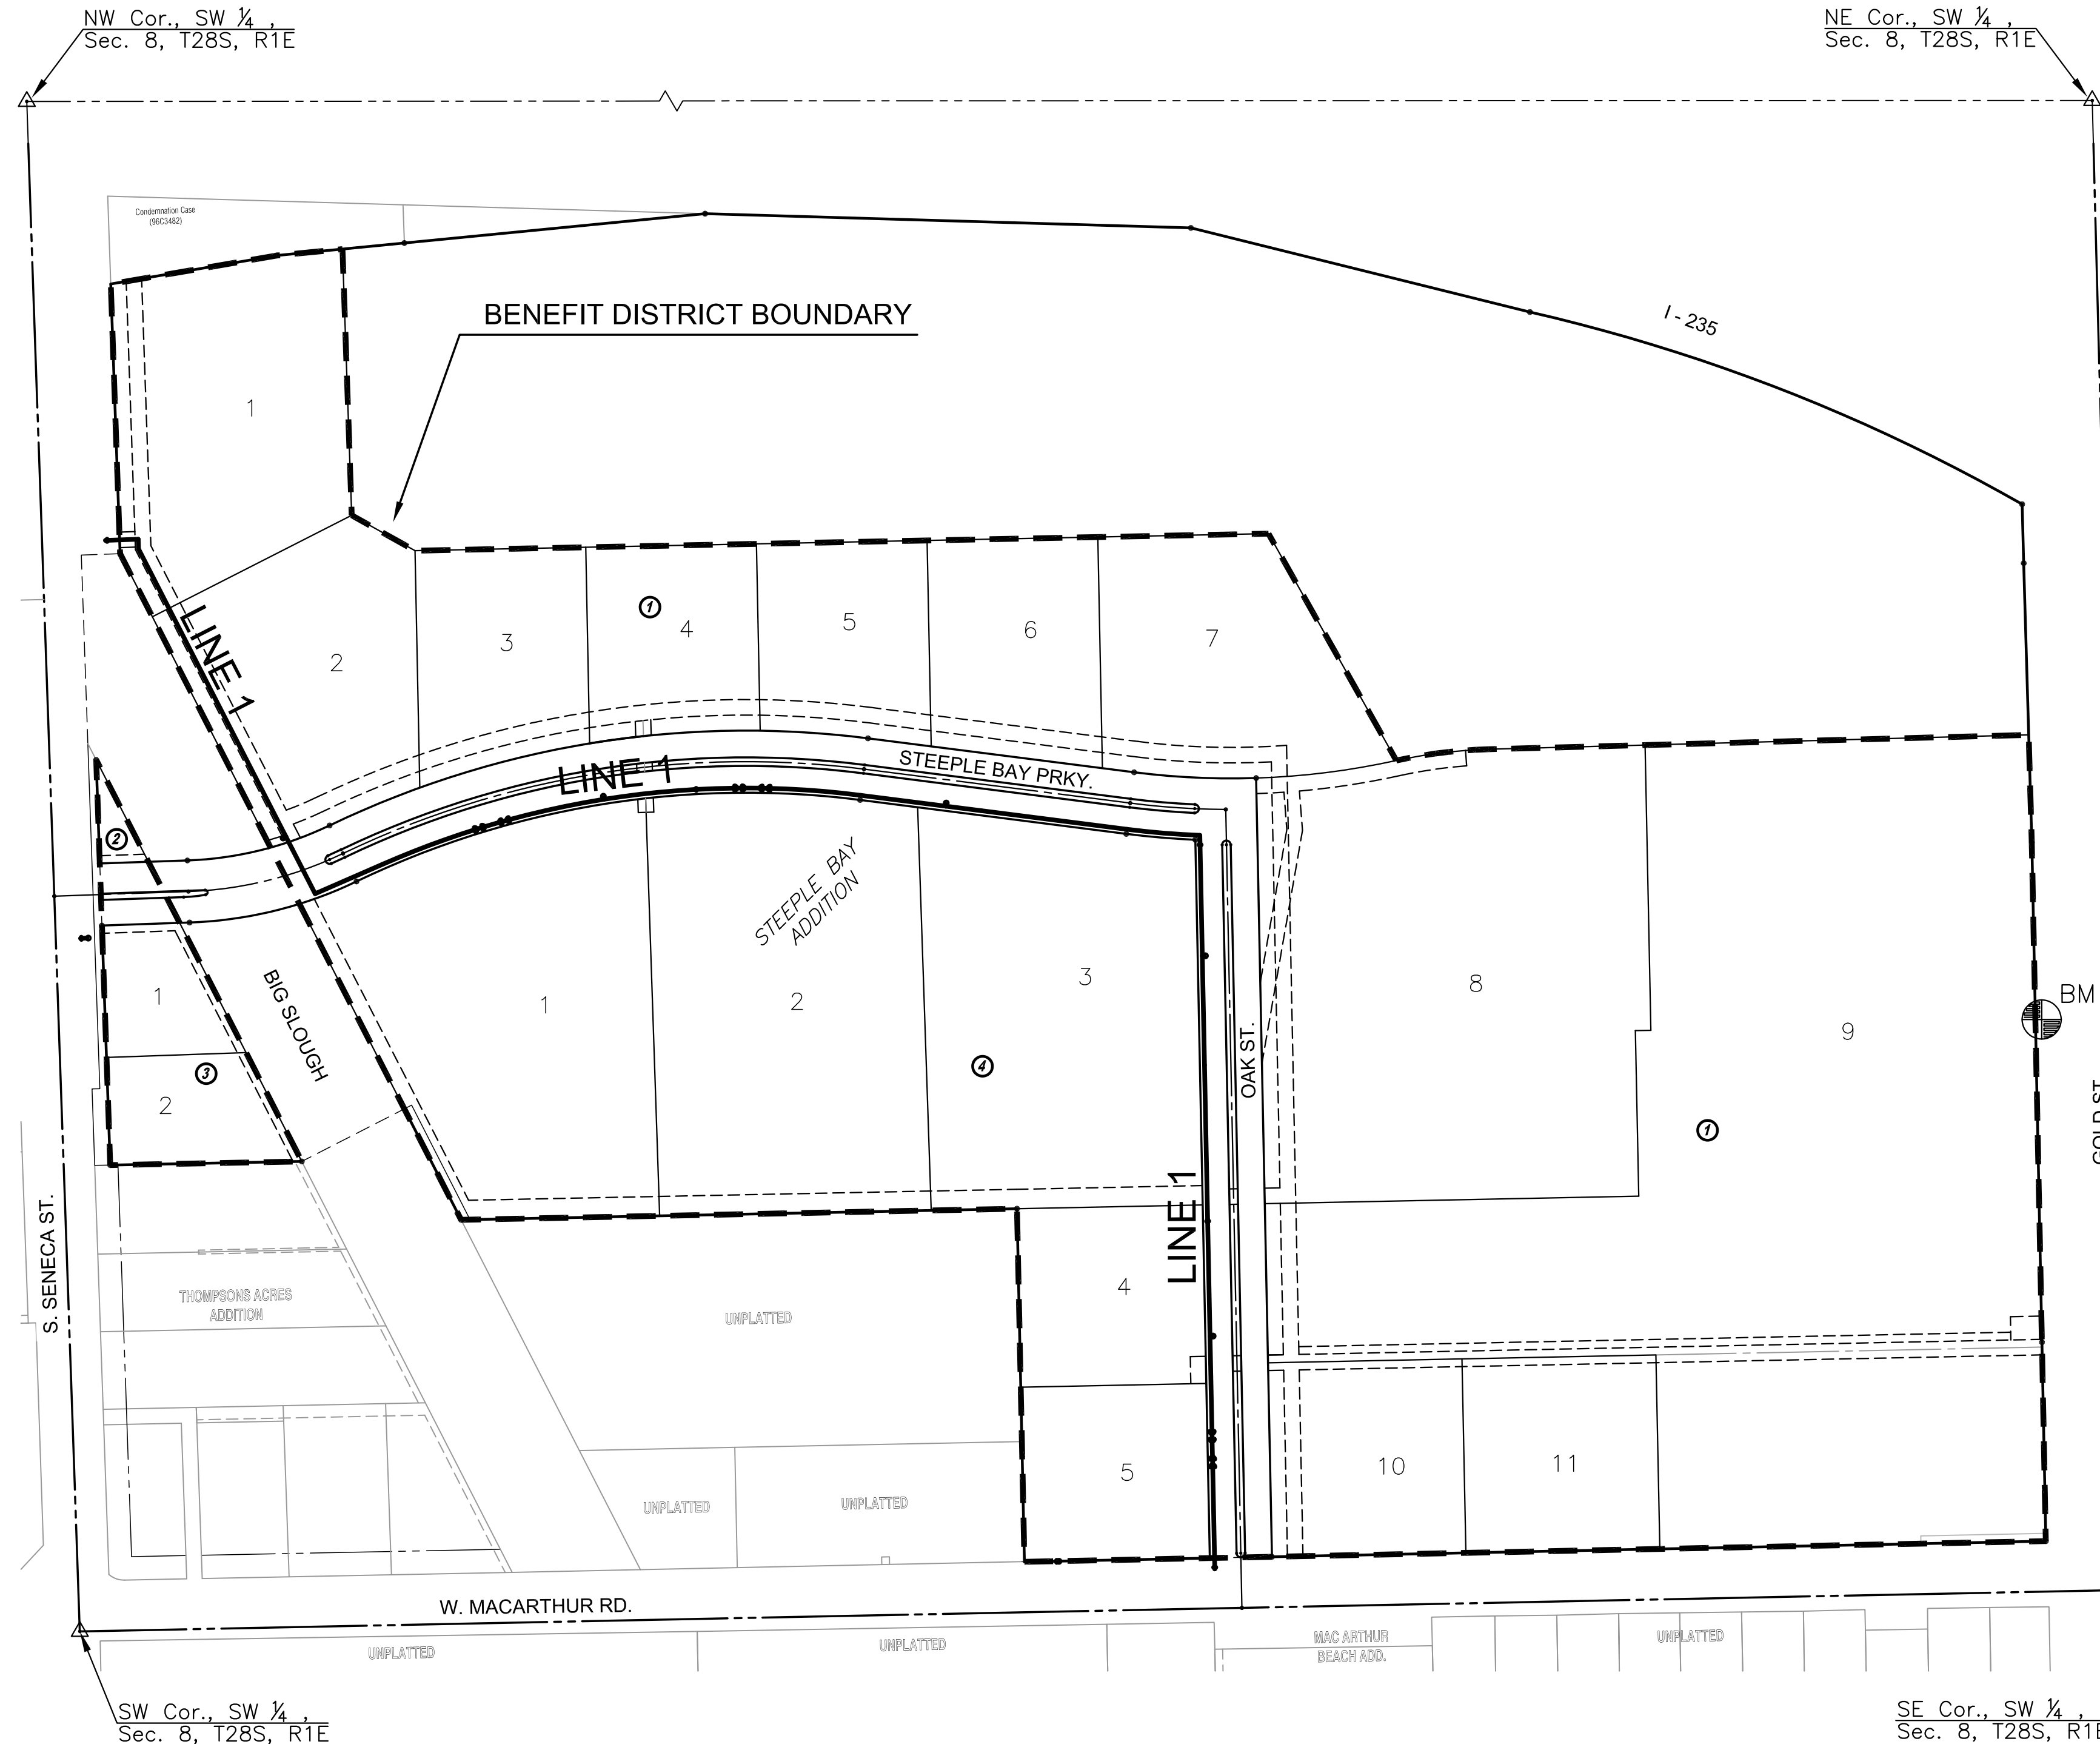 NW Cor., SW ¼ ,
Sec. 8, T28S, R1E
NE Cor., SW ¼ ,
Sec. 8, T28S, R1E
Condemnation Case
(96C3482)
BENEFIT DISTRICT BOUNDARY
I - 235
1
1
2
3
4
5
6
7
LINE 1
LINE 1
STEEPLE BAY PRKY.
2
STEEPLE BAY
ADDITION
1
2
3
BIG SLOUGH
1
2
3
4
OAK ST.
8
9
1
BM
GOLD ST.
S. SENECA ST.
LINE 1
4
5
10
11
THOMPSONS ACRES
ADDITION
UNPLATTED
UNPLATTED
UNPLATTED
W. MACARTHUR RD.
UNPLATTED
UNPLATTED
MAC ARTHUR
BEACH ADD.
UNPLATTED
SW Cor., SW ¼ ,
Sec. 8, T28S, R1E
SE Cor., SW ¼ ,
Sec. 8, T28S, R1E